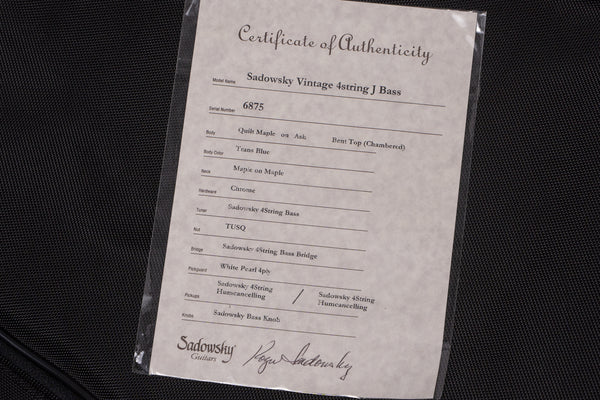 Certificate of Authenticity
Model Name Sadowsky Vintage 4string J Bass
Serial Number 6875
Body Quilt Maple on Ash Bent Top (Chambered)
Body Color Trans Blue
Neck Maple on Maple
Hardware Chrome
Tuner Sadowsky 4String Bass
Nut TUSQ
Bridge Sadowsky 4String Bass Bridge
Pickguard White Pearl 4ply
Pickups Sadowsky 4String Humcancelling / Sadowsky 4String Humcancelling
Knobs Sadowsky Bass Knob
Sadowsky Guitars
Roger Sadowsky